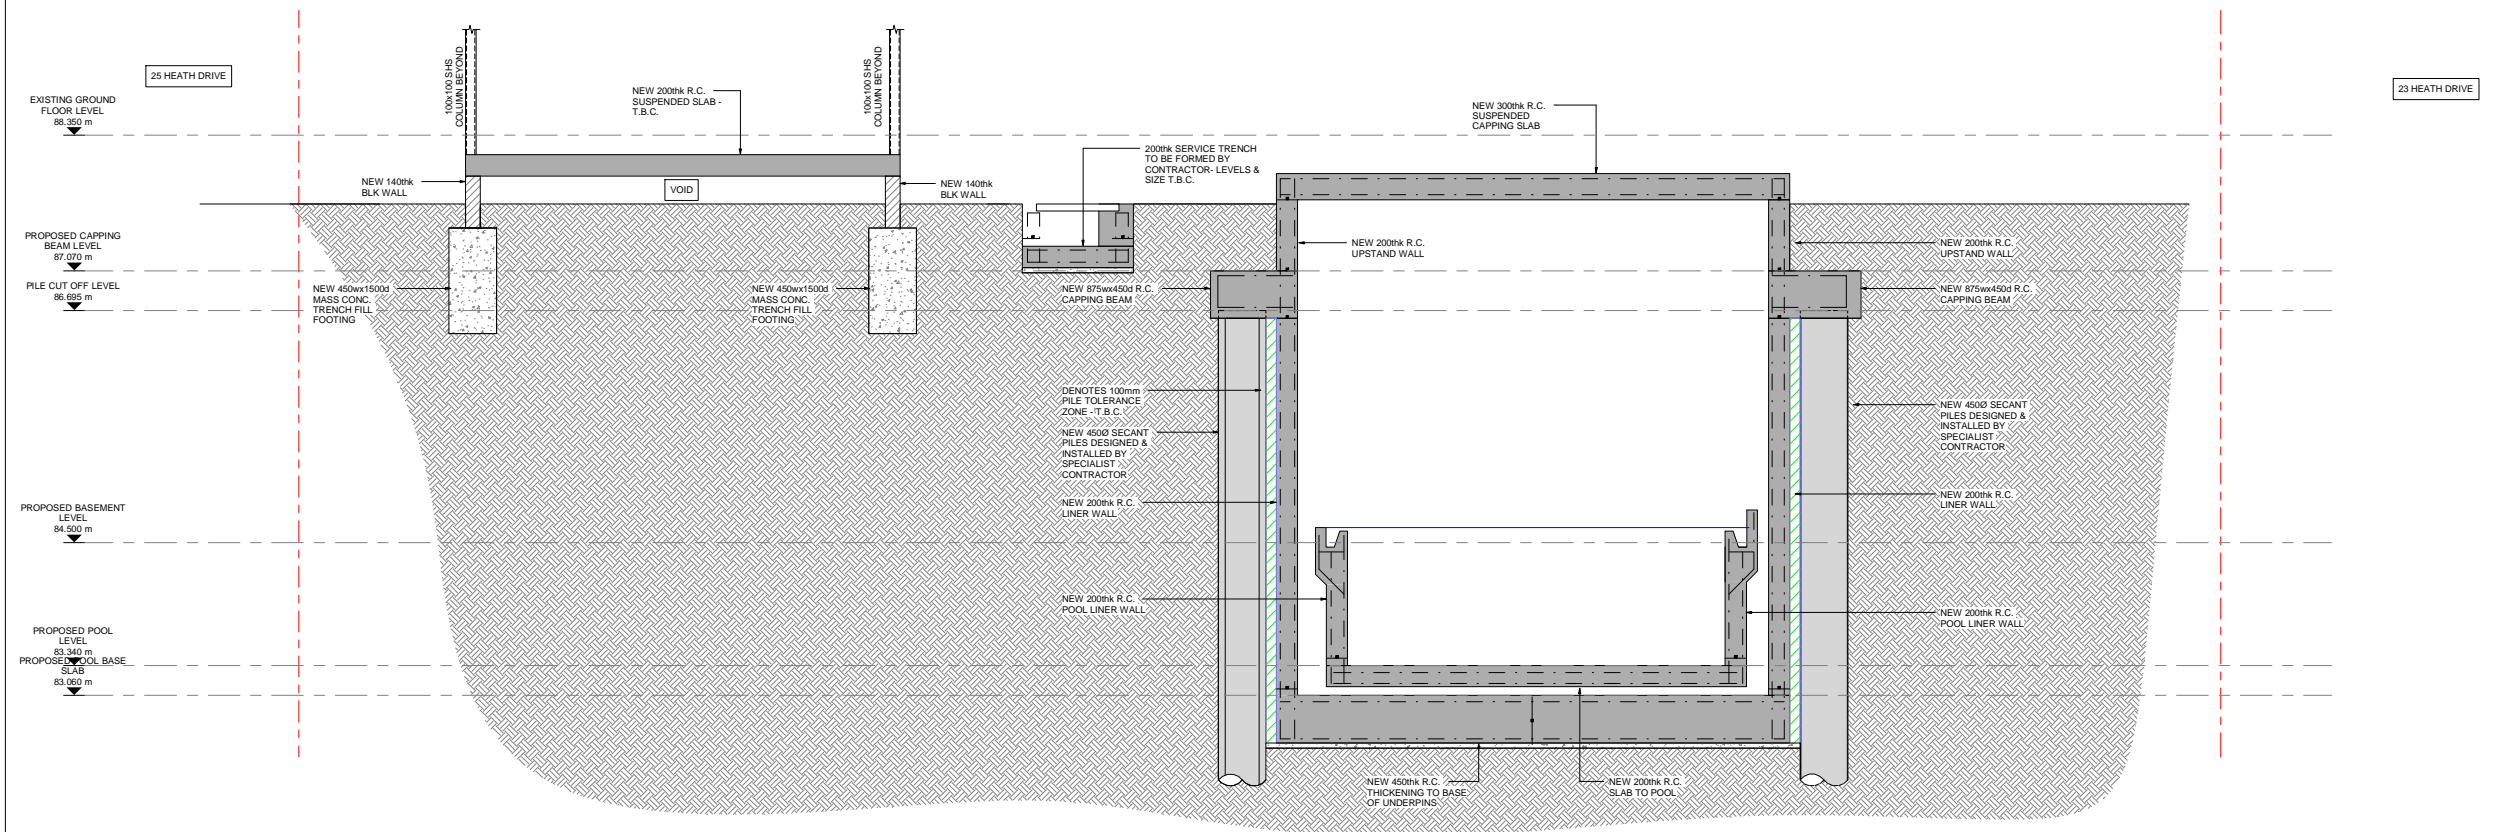 25 HEATH DRIVE
23 HEATH DRIVE
EXISTING GROUND
FLOOR LEVEL
88.350 m
100x100 SHS
COLUMN BEYOND
NEW 200thk R.C.
SUSPENDED SLAB -
T.B.C.
100x100 SHS
COLUMN BEYOND
NEW 300thk R.C.
SUSPENDED
CAPPING SLAB
200thk SERVICE TRENCH
TO BE FORMED BY
CONTRACTOR- LEVELS &
SIZE T.B.C.
NEW 140thk
BLK WALL
VOID
NEW 140thk
BLK WALL
PROPOSED CAPPING
BEAM LEVEL
87.070 m
NEW 200thk R.C.
UPSTAND WALL
NEW 200thk R.C.
UPSTAND WALL
PILE CUT OFF LEVEL
86.695 m
NEW 450wx1500d
MASS CONC.
TRENCH FILL
FOOTING
NEW 450wx1500d
MASS CONC.
TRENCH FILL
FOOTING
NEW 875wx450d R.C.
CAPPING BEAM
NEW 875wx450d R.C.
CAPPING BEAM
DENOTES 100mm
PILE TOLERANCE
ZONE - T.B.C.
NEW 450Ø SECANT
PILES DESIGNED &
INSTALLED BY
SPECIALIST
CONTRACTOR
NEW 450Ø SECANT
PILES DESIGNED &
INSTALLED BY
SPECIALIST
CONTRACTOR
NEW 200thk R.C.
LINER WALL
NEW 200thk R.C.
LINER WALL
PROPOSED BASEMENT
LEVEL
84.500 m
NEW 200thk R.C.
POOL LINER WALL
NEW 200thk R.C.
POOL LINER WALL
PROPOSED POOL
LEVEL
83.340 m
PROPOSED POOL BASE
SLAB
83.060 m
NEW 450thk R.C.
THICKENING TO BASE
OF UNDERPINS
NEW 200thk R.C.
SLAB TO POOL